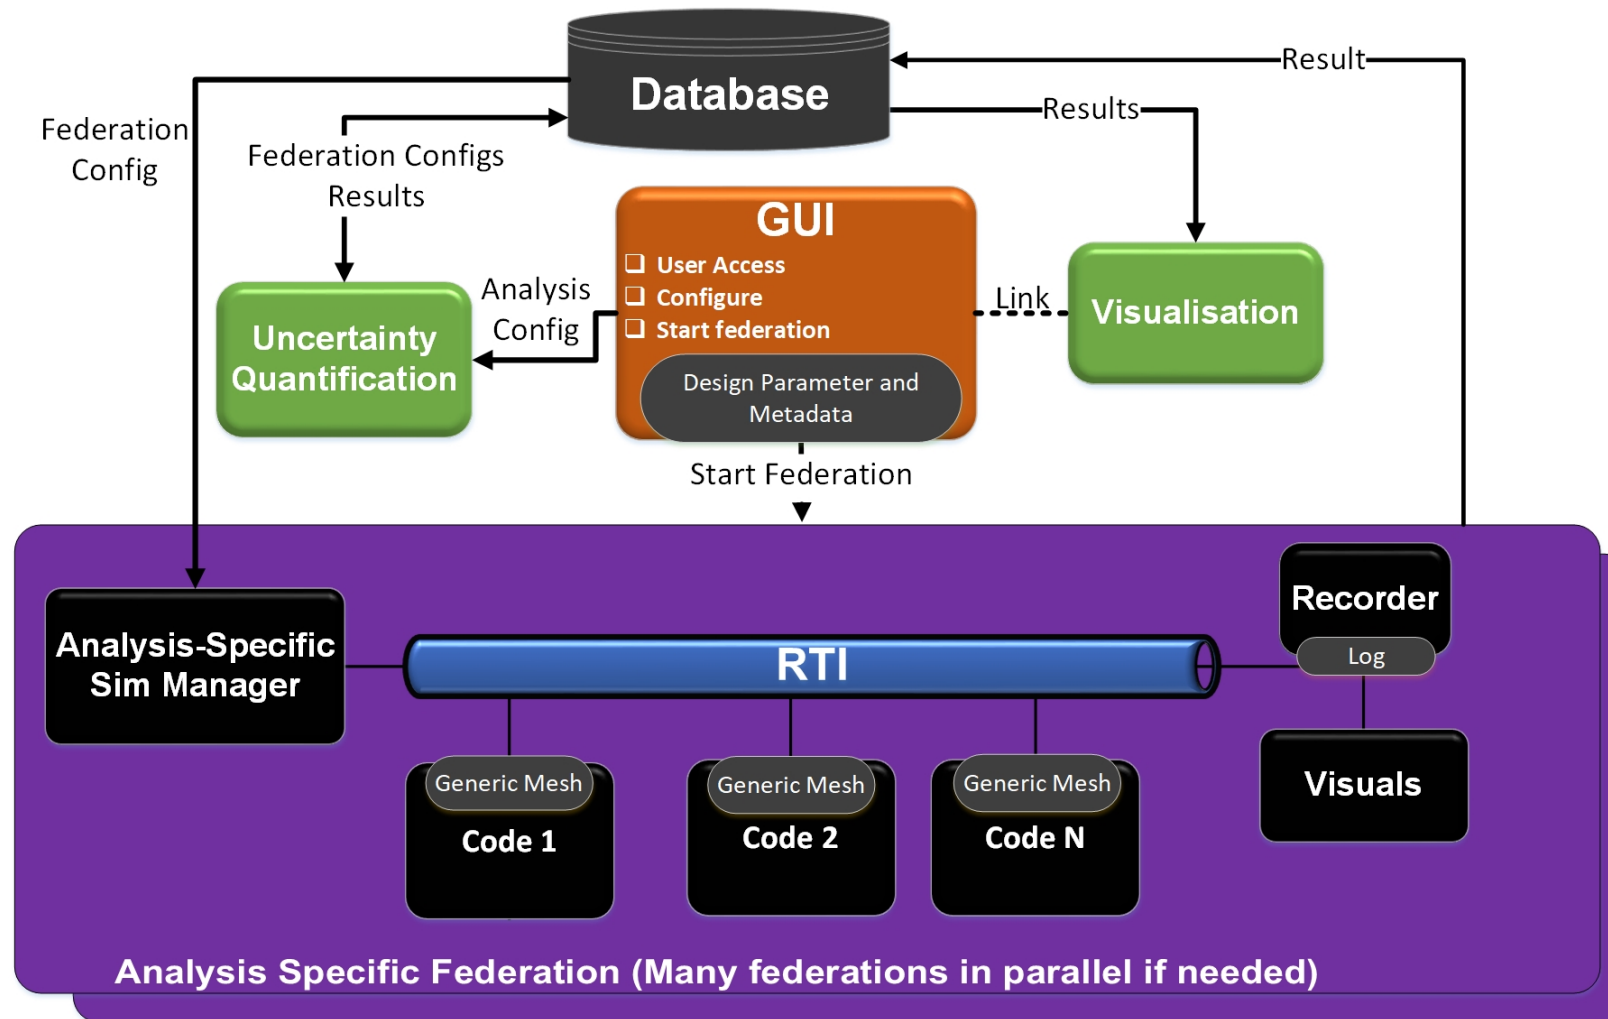 Database
Result
Results
Federation
Config
Federation Configs
Results
GUI
❑ User Access
❑ Configure
❑ Start federation
Design Parameter and
Metadata
Analysis
Config
Link
Visualisation
Uncertainty
Quantification
Start Federation
Analysis-Specific
Sim Manager
RTI
Recorder
Log
Visuals
Generic Mesh
Code 1
Generic Mesh
Code 2
Generic Mesh
Code N
Analysis Specific Federation (Many federations in parallel if needed)